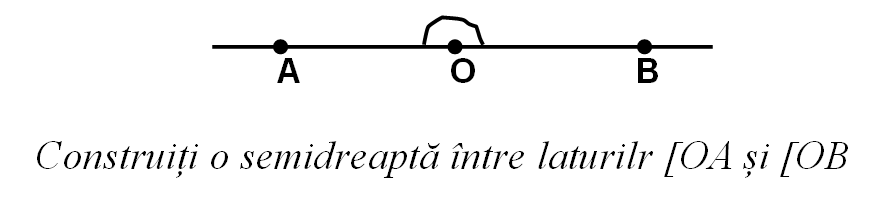 A O B
Construiți o semidreaptă între laturilr [OA și [OB